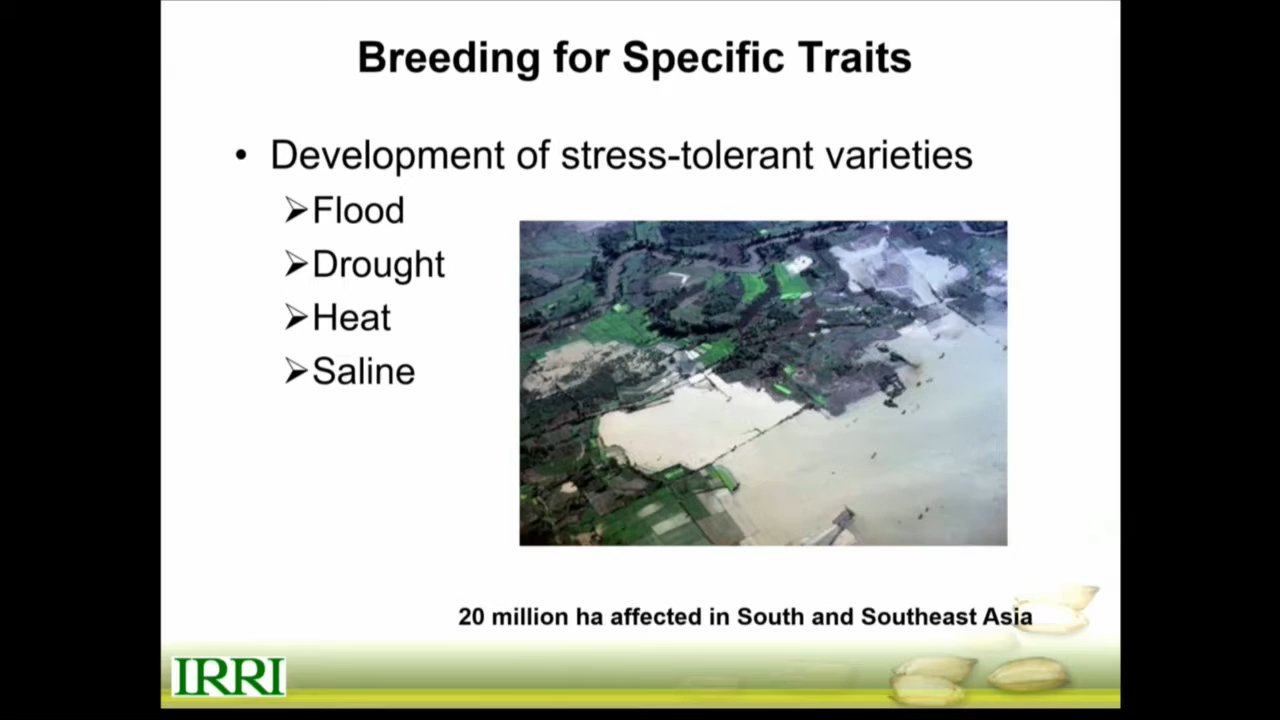 Breeding for Specific Traits
• Development of stress-tolerant varieties
➢Flood
➢Drought
➢Heat
➢Saline
20 million ha affected in South and Southeast Asia
IRRI